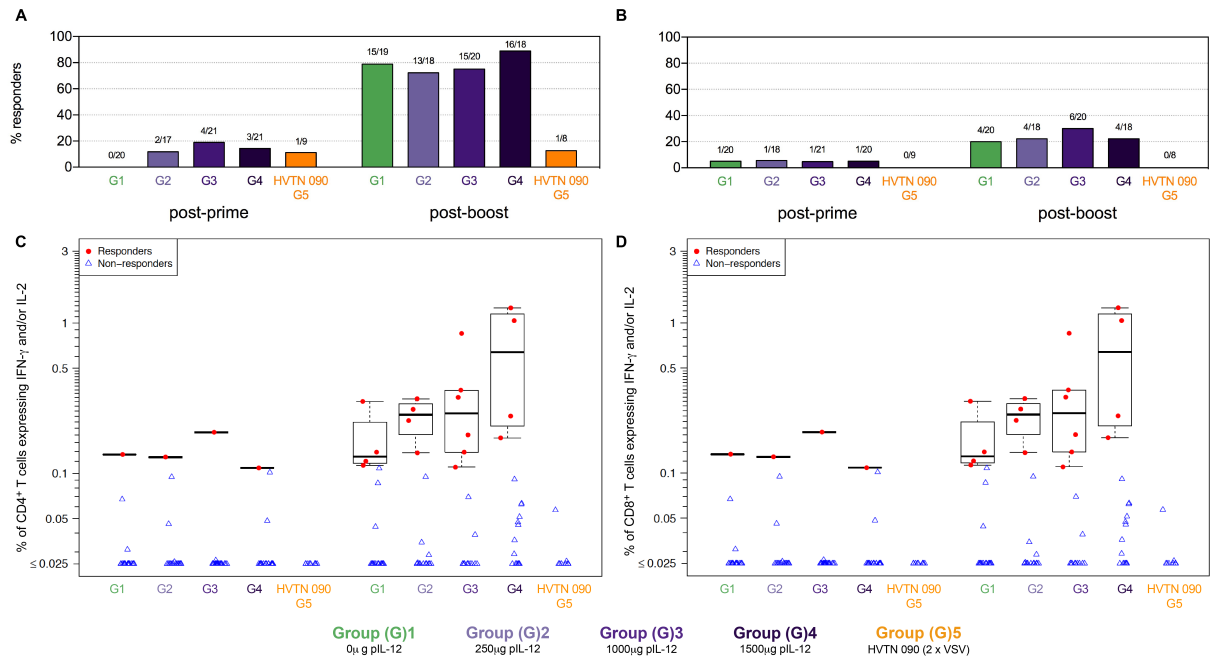 A
% responders
100
80
60
40
20
0
0/20
2/17
4/21
3/21
1/9
15/19
13/18
15/20
16/18
1/8
G1
G2
G3
G4
HVTN 090
G5
G1
G2
G3
G4
HVTN 090
G5
post-prime
post-boost
B
100
80
60
40
20
0
1/20
1/18
1/21
1/20
0/9
4/20
4/18
6/20
4/18
0/8
G1
G2
G3
G4
HVTN 090
G5
G1
G2
G3
G4
HVTN 090
G5
post-prime
post-boost
C
% of CD4⁺ T cells expressing IFN-γ and/or IL-2
Responders
Non−responders
3
1
0.5
0.1
0.05
≤ 0.025
G1
G2
G3
G4
HVTN 090
G5
G1
G2
G3
G4
HVTN 090
G5
D
% of CD8⁺ T cells expressing IFN-γ and/or IL-2
Responders
Non−responders
3
1
0.5
0.1
0.05
≤ 0.025
G1
G2
G3
G4
HVTN 090
G5
G1
G2
G3
G4
HVTN 090
G5
Group (G)1
0µ g pIL-12
Group (G)2
250µg pIL-12
Group (G)3
1000µg pIL-12
Group (G)4
1500µg pIL-12
Group (G)5
HVTN 090 (2 x VSV)